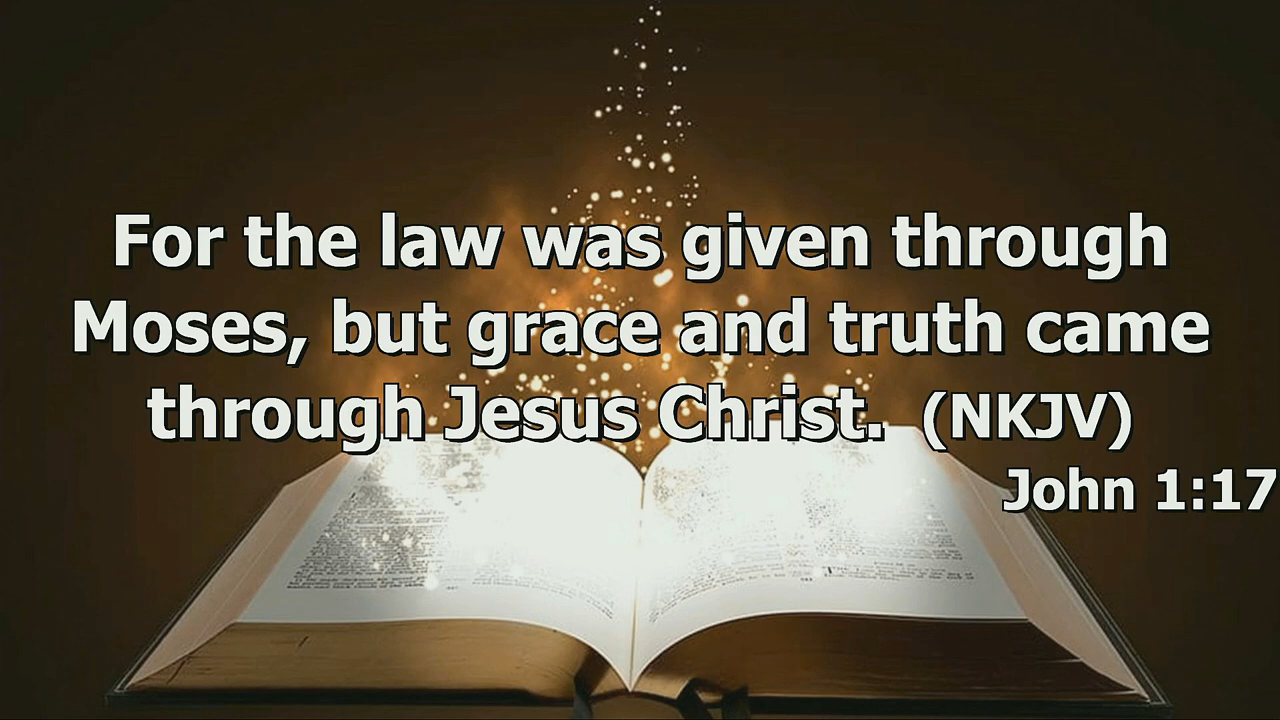 For the law was given through
Moses, but grace and truth came
through Jesus Christ.  (NKJV)
John 1:17